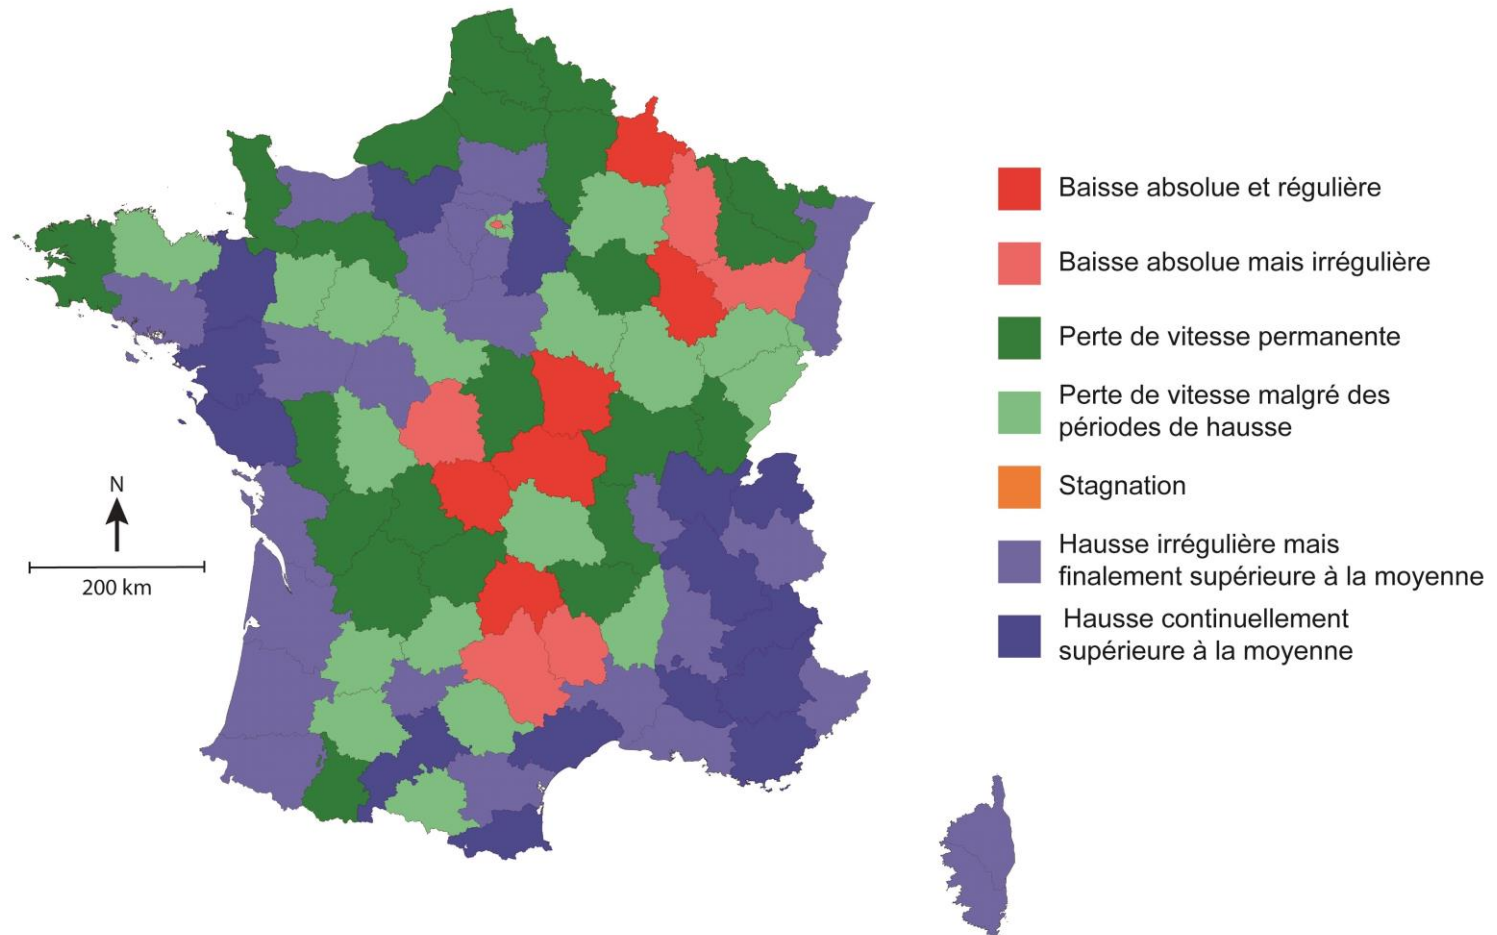 Baisse absolue et régulière
Baisse absolue mais irrégulière
Perte de vitesse permanente
Perte de vitesse malgré des
périodes de hausse
Stagnation
Hausse irrégulière mais
finalement supérieure à la moyenne
Hausse continuellement
supérieure à la moyenne
N
200 km